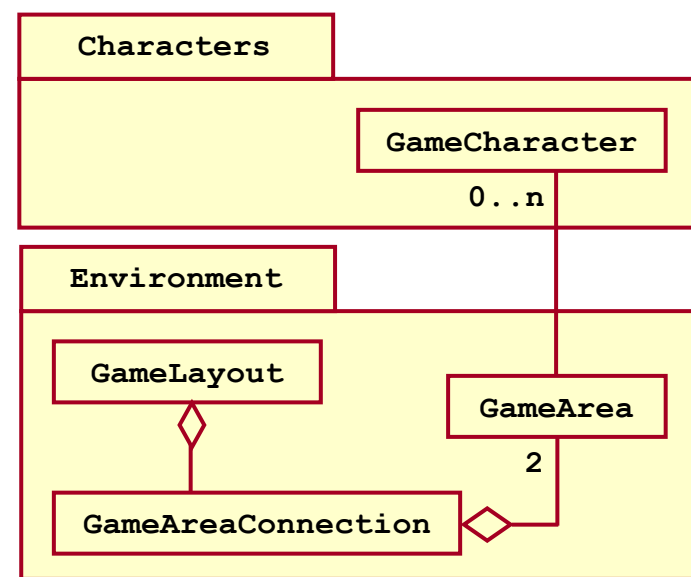 Characters
GameCharacter
0..n
Environment
GameLayout
GameArea
2
GameAreaConnection